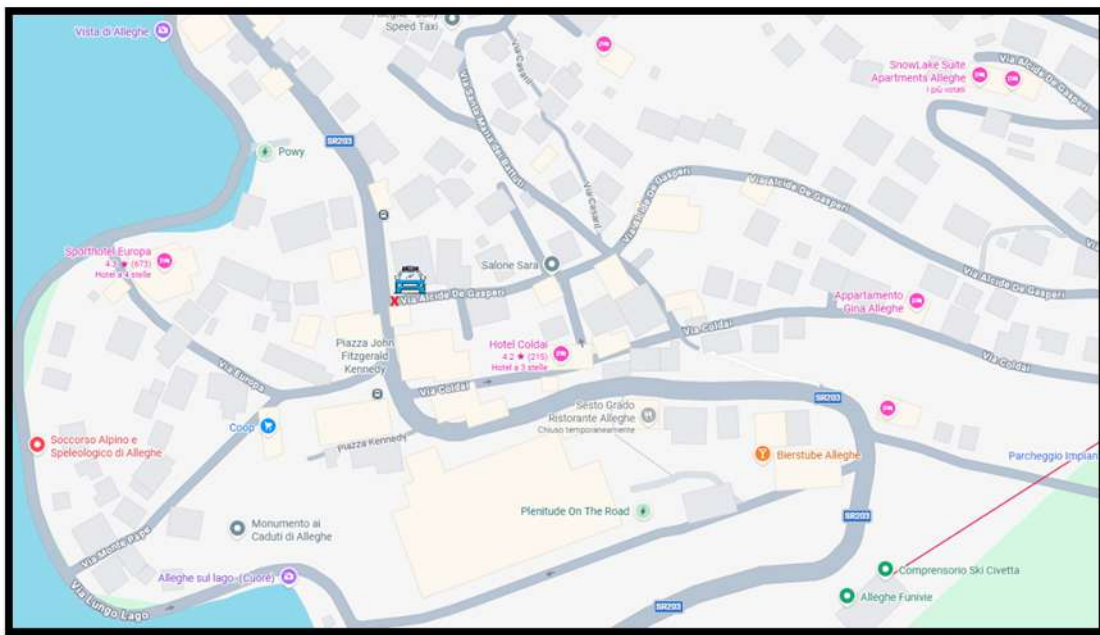 Speed Taxi
Vista di Alleghe
Via Casard
Via Santa Maria dei Battuti
SnowLake Suite
Apartments Alleghe
I più votati
Via Alcide De Gasperi
SR203
Powy
Via Casard
Via Alcide De Gasperi
Via Alcide De Gasperi
Sporthotel Europa
4.3 ★ (673)
Hotel a 4 stelle
Salone Sara
X Via Alcide De Gasperi
Appartamento
Gina Alleghe
Via Coldai
Piazza John
Fitzgerald
Kennedy
Hotel Coldai
4.2 ★ (215)
Hotel a 3 stelle
Via Coldai
Via Europa
Via Coldai
SR203
Sesto Grado
Ristorante Alleghe
Chiuso temporaneamente
Coop
Piazza Kennedy
Soccorso Alpino e
Speleologico di Alleghe
Bierstube Alleghe
Parcheggio Impian
Plenitude On The Road
SR203
Monumento ai
Caduti di Alleghe
Via Monte Pape
Alleghe sul lago (Cuore)
Comprensorio Ski Civetta
Via Lungo Lago
Alleghe Funivie
SR203